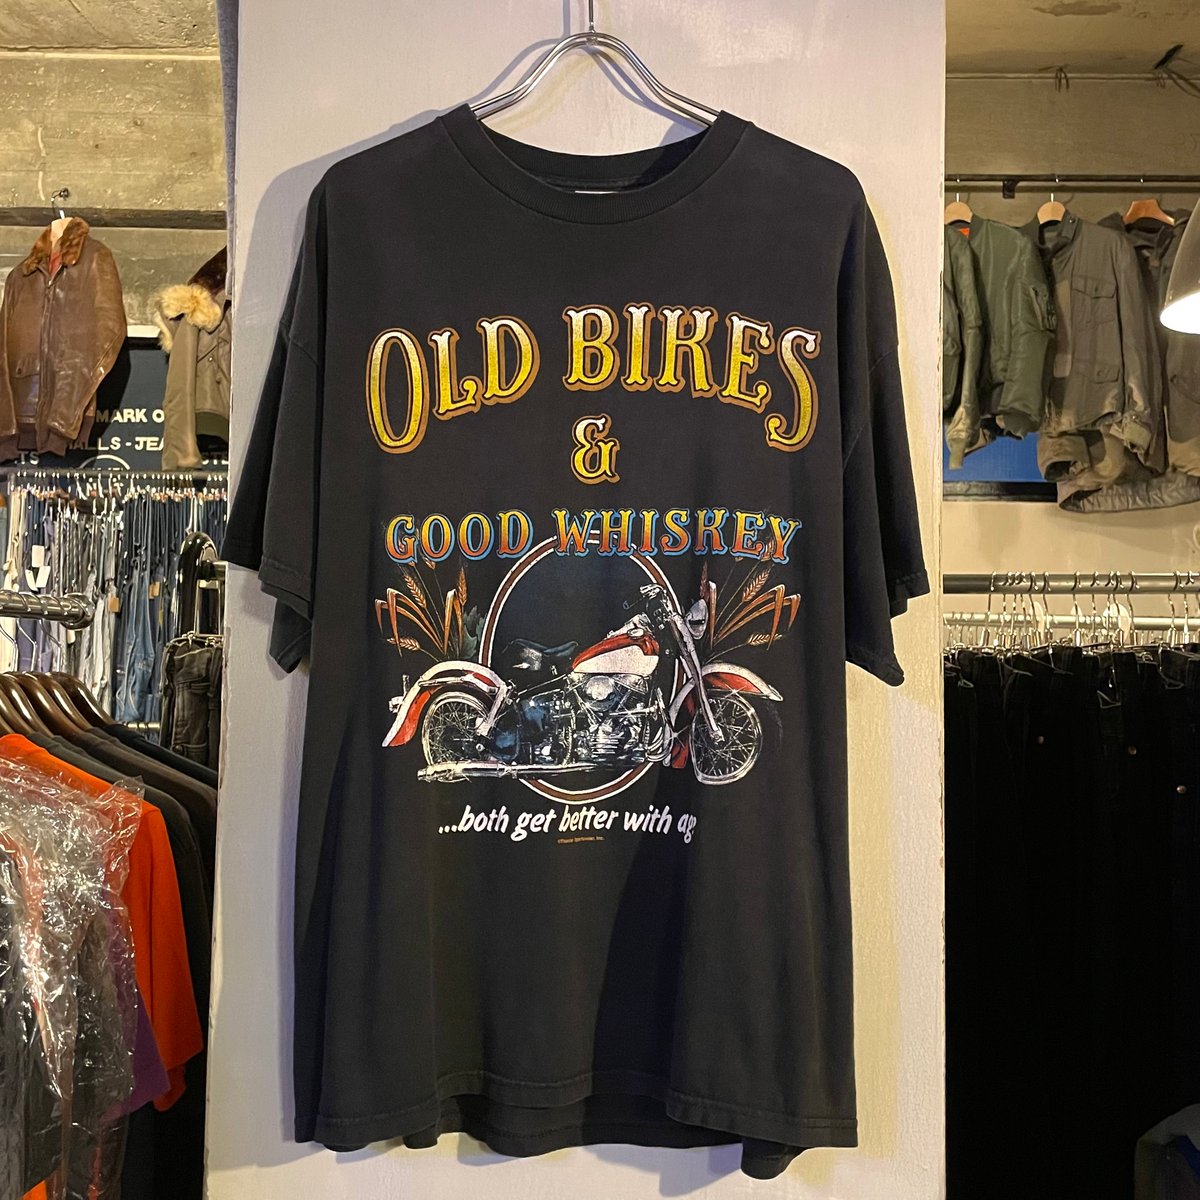 OLD BIKES
&
GOOD WHISKEY
...both get better with ag
MARK O
ALLS - JEA